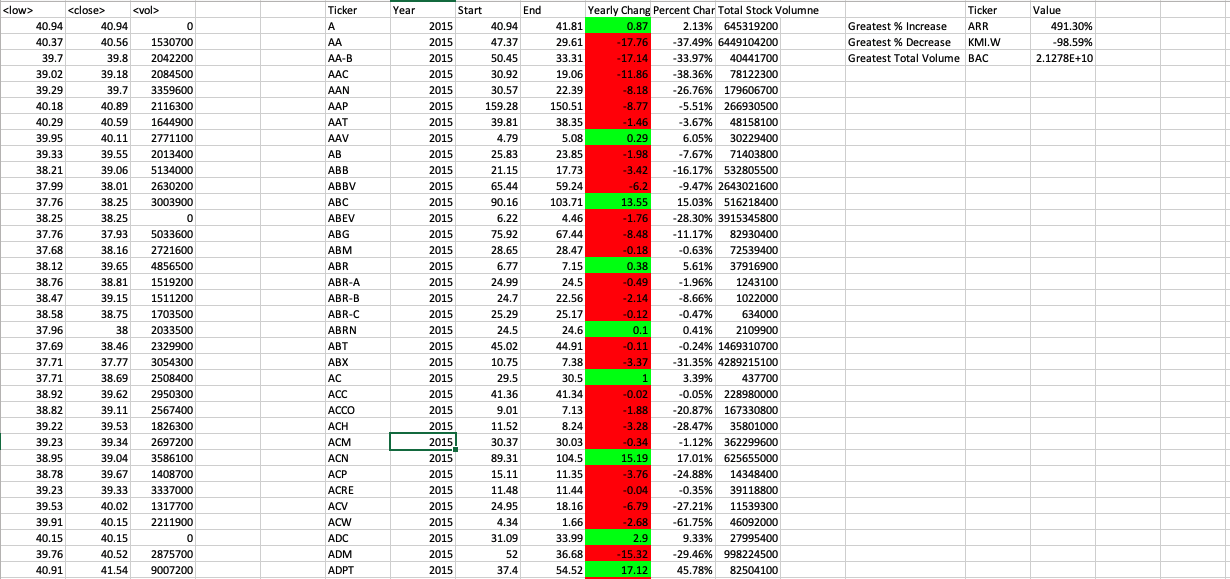 <low> <close> <vol> Ticker Year Start End Yearly Chang Percent Char Total Stock Volumne Ticker Value
40.94 40.94 0 A 2015 40.94 41.81 0.87 2.13% 645319200 Greatest % Increase ARR 491.30%
40.37 40.56 1530700 AA 2015 47.37 29.61 -17.76 -37.49% 6449104200 Greatest % Decrease KMI.W -98.59%
39.7 39.8 2042200 AA-B 2015 50.45 33.31 -17.14 -33.97% 40441700 Greatest Total Volume BAC 2.1278E+10
39.02 39.18 2084500 AAC 2015 30.92 19.06 -11.86 -38.36% 78122300
39.29 39.7 3359600 AAN 2015 30.57 22.39 -8.18 -26.76% 179606700
40.18 40.89 2116300 AAP 2015 159.28 150.51 -8.77 -5.51% 266930500
40.29 40.59 1644900 AAT 2015 39.81 38.35 -1.46 -3.67% 48158100
39.95 40.11 2771100 AAV 2015 4.79 5.08 0.29 6.05% 30229400
39.33 39.55 2013400 AB 2015 25.83 23.85 -1.98 -7.67% 71403800
38.21 39.06 5134000 ABB 2015 21.15 17.73 -3.42 -16.17% 532805500
37.99 38.01 2630200 ABBV 2015 65.44 59.24 -6.2 -9.47% 2643021600
37.76 38.25 3003900 ABC 2015 90.16 103.71 13.55 15.03% 516218400
38.25 38.25 0 ABEV 2015 6.22 4.46 -1.76 -28.30% 3915345800
37.76 37.93 5033600 ABG 2015 75.92 67.44 -8.48 -11.17% 82930400
37.68 38.16 2721600 ABM 2015 28.65 28.47 -0.18 -0.63% 72539400
38.12 39.65 4856500 ABR 2015 6.77 7.15 0.38 5.61% 37916900
38.76 38.81 1519200 ABR-A 2015 24.99 24.5 -0.49 -1.96% 1243100
38.47 39.15 1511200 ABR-B 2015 24.7 22.56 -2.14 -8.66% 1022000
38.58 38.75 1703500 ABR-C 2015 25.29 25.17 -0.12 -0.47% 634000
37.96 38 2033500 ABRN 2015 24.5 24.6 0.1 0.41% 2109900
37.69 38.46 2329900 ABT 2015 45.02 44.91 -0.11 -0.24% 1469310700
37.71 37.77 3054300 ABX 2015 10.75 7.38 -3.37 -31.35% 4289215100
37.71 38.69 2508400 AC 2015 29.5 30.5 1 3.39% 437700
38.92 39.62 2950300 ACC 2015 41.36 41.34 -0.02 -0.05% 228980000
38.82 39.11 2567400 ACCO 2015 9.01 7.13 -1.88 -20.87% 167330800
39.22 39.53 1826300 ACH 2015 11.52 8.24 -3.28 -28.47% 35801000
39.23 39.34 2697200 ACM 2015 30.37 30.03 -0.34 -1.12% 362299600
38.95 39.04 3586100 ACN 2015 89.31 104.5 15.19 17.01% 625655000
38.78 39.67 1408700 ACP 2015 15.11 11.35 -3.76 -24.88% 14348400
39.23 39.33 3337000 ACRE 2015 11.48 11.44 -0.04 -0.35% 39118800
39.53 40.02 1317700 ACV 2015 24.95 18.16 -6.79 -27.21% 11539300
39.91 40.15 2211900 ACW 2015 4.34 1.66 -2.68 -61.75% 46092000
40.15 40.15 0 ADC 2015 31.09 33.99 2.9 9.33% 27995400
39.76 40.52 2875700 ADM 2015 52 36.68 -15.32 -29.46% 998224500
40.91 41.54 9007200 ADPT 2015 37.4 54.52 17.12 45.78% 82504100